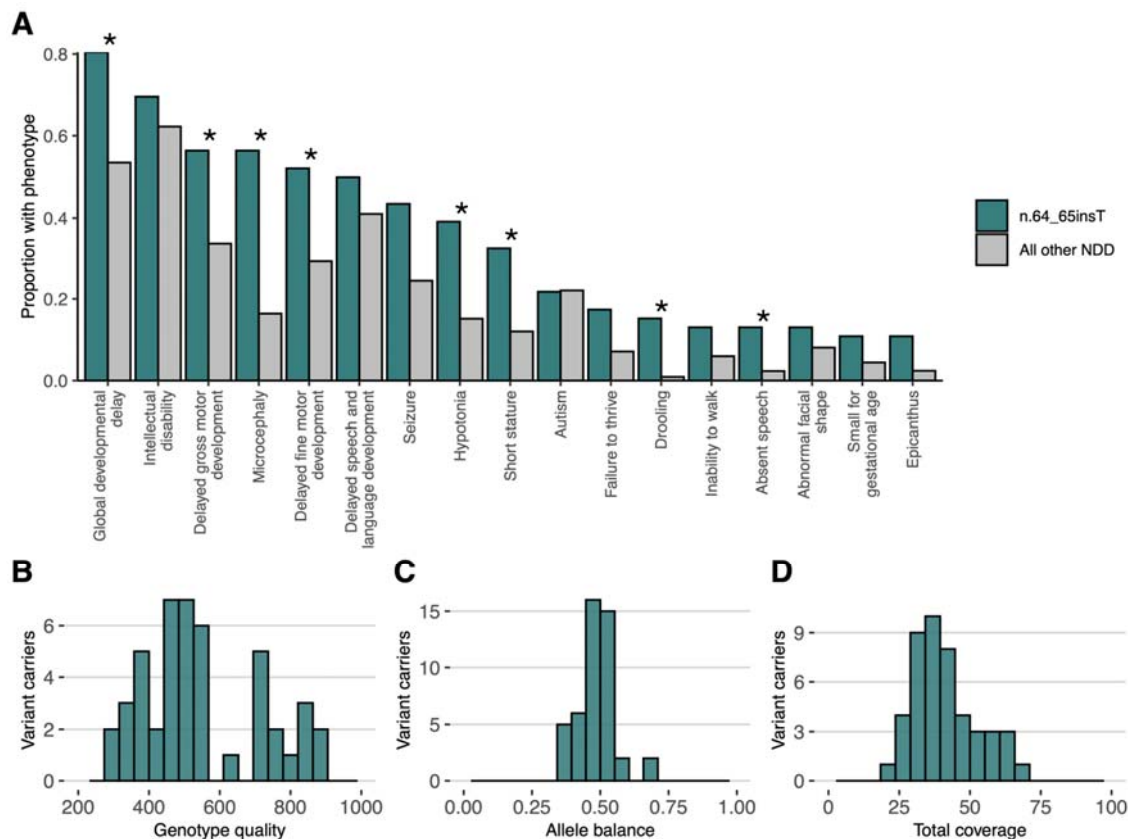 A
Proportion with phenotype
0.8
0.6
0.4
0.2
0.0
*
*
*
*
*
*
*
*
n.64_65insT
All other NDD
Global developmental
delay
Intellectual
disability
Delayed gross motor
development
Microcephaly
Delayed fine motor
development
Delayed speech and
language development
Seizure
Hypotonia
Short stature
Autism
Failure to thrive
Drooling
Inability to walk
Absent speech
Abnormal facial
shape
Small for
gestational age
Epicanthus
B
Variant carriers
6
4
2
0
200 400 600 800 1000
Genotype quality
C
Variant carriers
15
10
5
0
0.00 0.25 0.50 0.75 1.00
Allele balance
D
Variant carriers
9
6
3
0
0 25 50 75 100
Total coverage